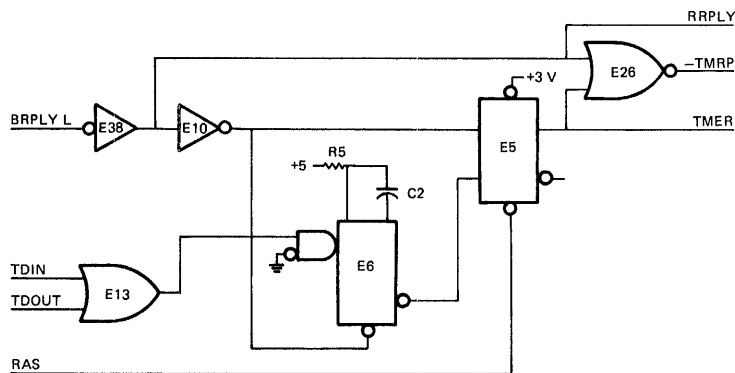 RRPLY
E26
-TMRP
+3 V
BRPLY L
E38
E10
TMER
E5
R5
+5
C2
TDIN
E13
TDOUT
E6
RAS